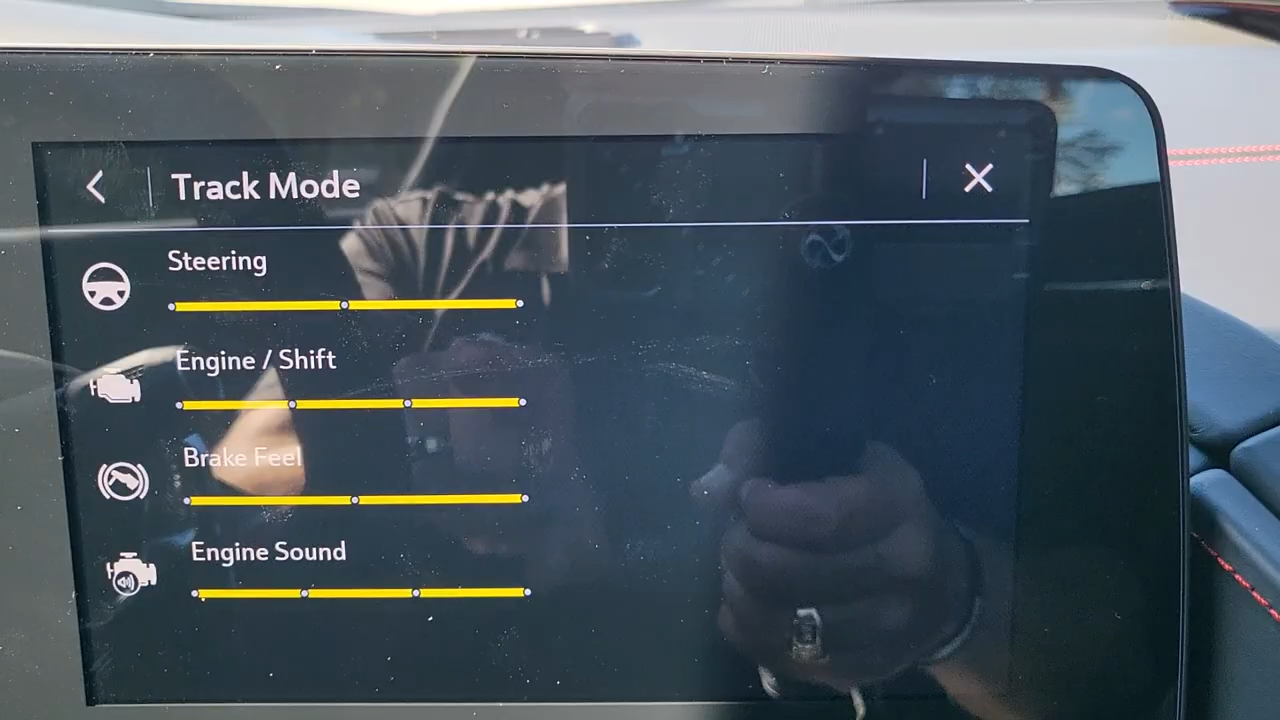 Track Mode
Steering
Engine / Shift
Brake Feel
Engine Sound